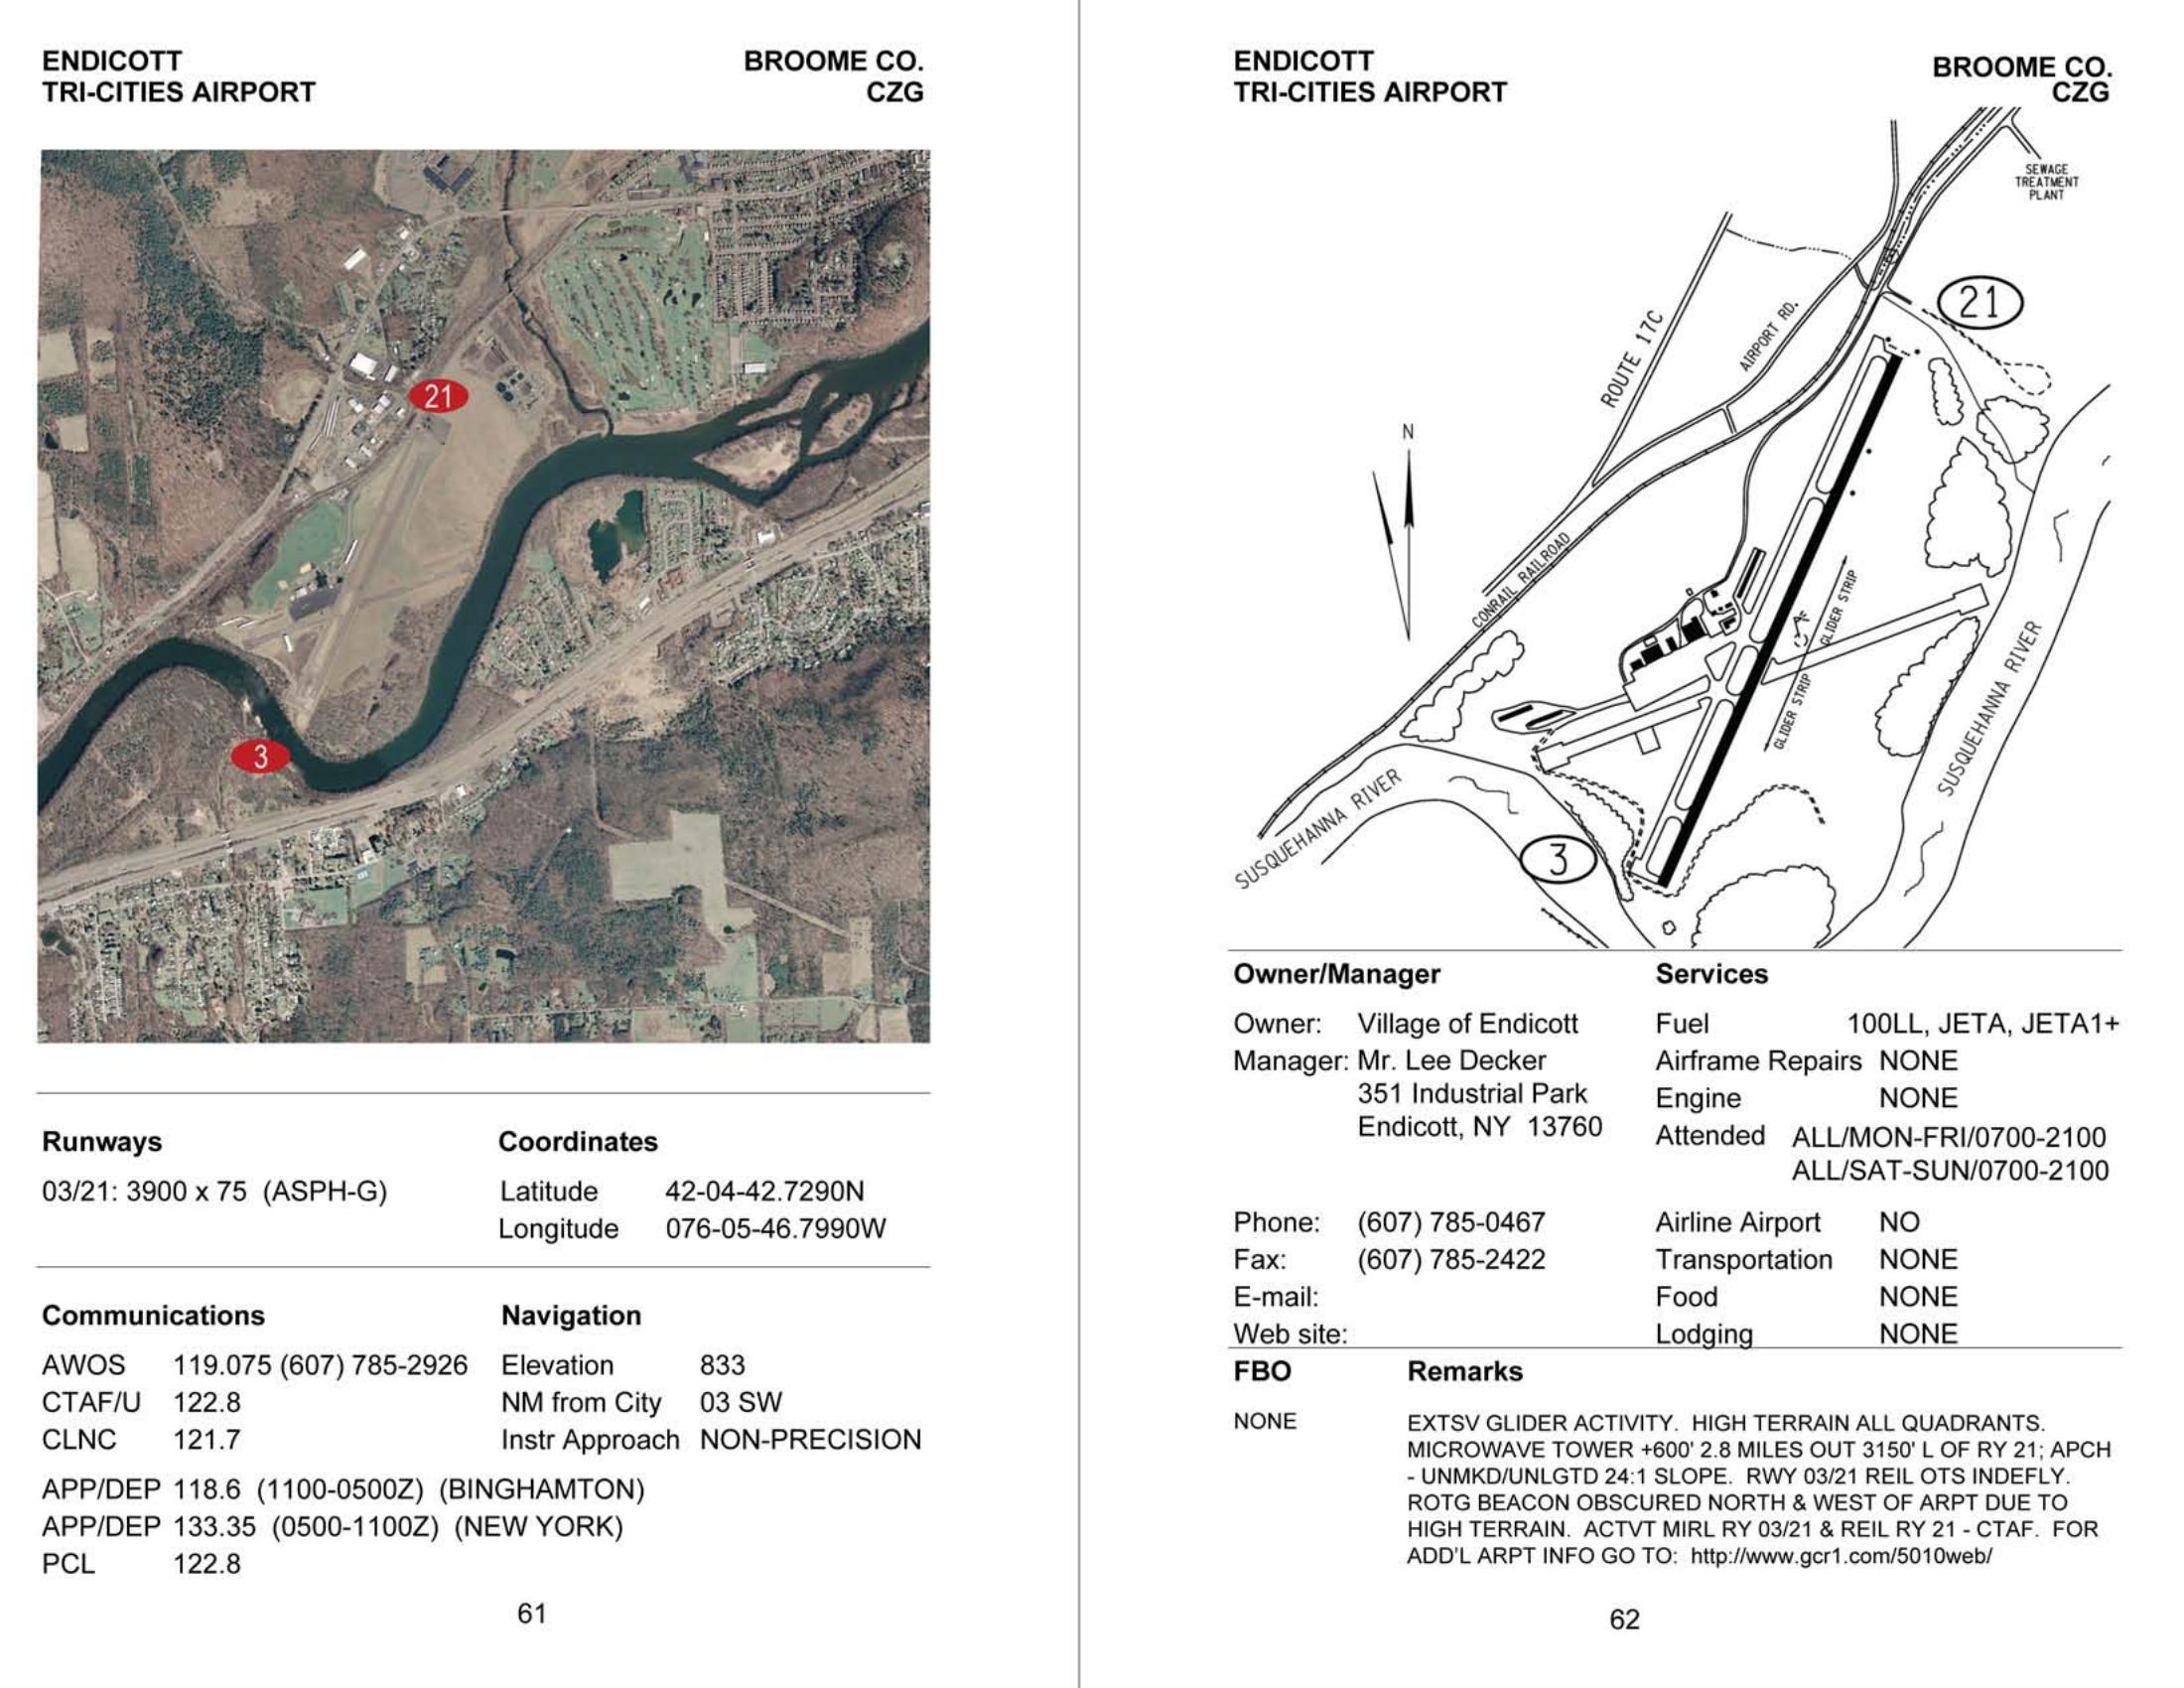 ENDICOTT BROOME CO.
TRI-CITIES AIRPORT CZG
21
3
Runways
03/21: 3900 x 75 (ASPH-G)
Coordinates
Latitude 42-04-42.7290N
Longitude 076-05-46.7990W
Communications
AWOS 119.075 (607) 785-2926
CTAF/U 122.8
CLNC 121.7
APP/DEP 118.6 (1100-0500Z) (BINGHAMTON)
APP/DEP 133.35 (0500-1100Z) (NEW YORK)
PCL 122.8
Navigation
Elevation 833
NM from City 03 SW
Instr Approach NON-PRECISION
61
ENDICOTT BROOME CO.
TRI-CITIES AIRPORT CZG
SEWAGE
TREATMENT
PLANT
21
AIRPORT RD.
ROUTE 17C
N
CONRAIL RAILROAD
GLIDER STRIP
GLIDER STRIP
SUSQUEHANNA RIVER
SUSQUEHANNA RIVER
3
Owner/Manager
Owner: Village of Endicott
Manager: Mr. Lee Decker
351 Industrial Park
Endicott, NY 13760
Phone: (607) 785-0467
Fax: (607) 785-2422
E-mail:
Web site:
Services
Fuel 100LL, JETA, JETA1+
Airframe Repairs NONE
Engine NONE
Attended ALL/MON-FRI/0700-2100
ALL/SAT-SUN/0700-2100
Airline Airport NO
Transportation NONE
Food NONE
Lodging NONE
FBO
NONE
Remarks
EXTSV GLIDER ACTIVITY. HIGH TERRAIN ALL QUADRANTS.
MICROWAVE TOWER +600' 2.8 MILES OUT 3150' L OF RY 21; APCH
- UNMKD/UNLGTD 24:1 SLOPE. RWY 03/21 REIL OTS INDEFLY.
ROTG BEACON OBSCURED NORTH & WEST OF ARPT DUE TO
HIGH TERRAIN. ACTVT MIRL RY 03/21 & REIL RY 21 - CTAF. FOR
ADD'L ARPT INFO GO TO: http://www.gcr1.com/5010web/
62